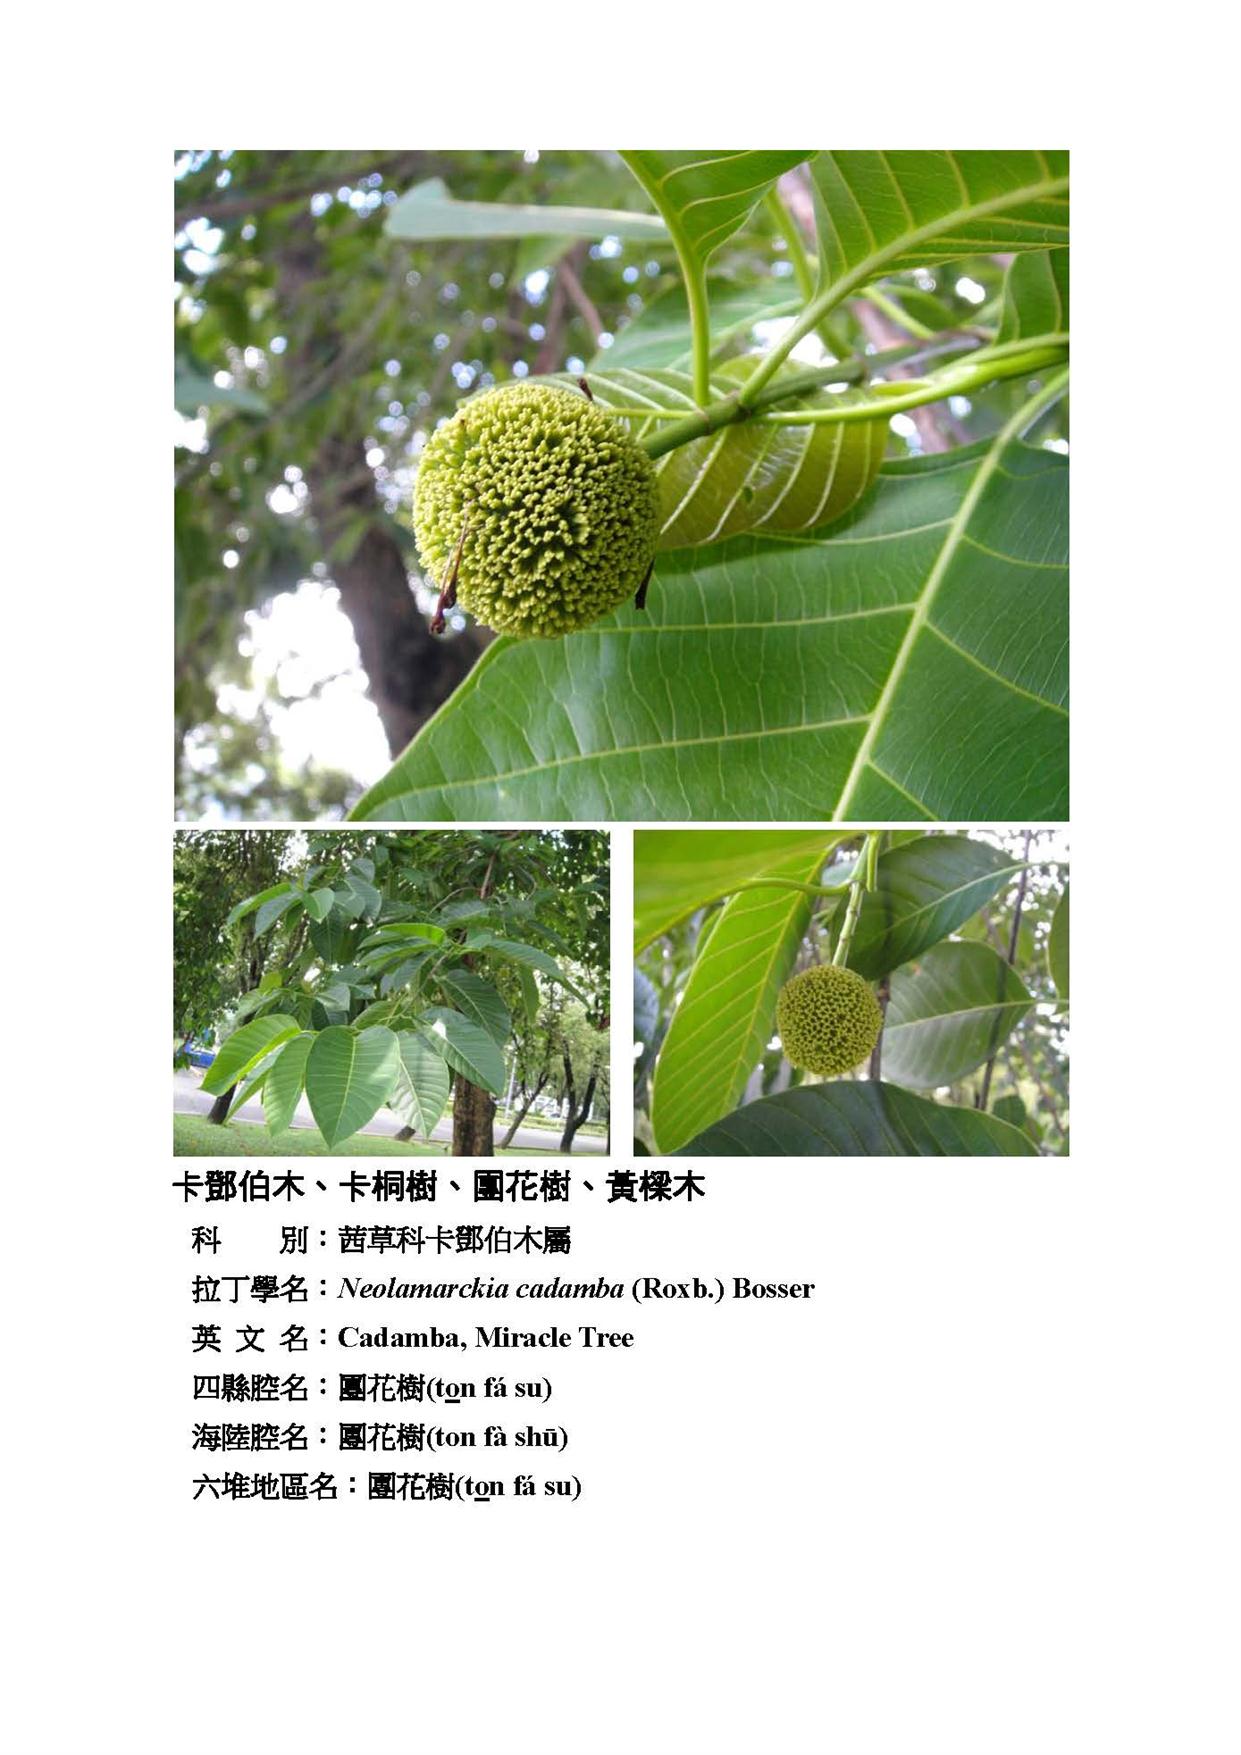 卡鄧伯木、卡桐樹、團花樹、黃樑木
科　　別：茜草科卡鄧伯木屬
拉丁學名：Neolamarckia cadamba (Roxb.) Bosser
英 文 名：Cadamba, Miracle Tree
四縣腔名：團花樹(to̲n fá su)
海陸腔名：團花樹(ton fà shū)
六堆地區名：團花樹(to̲n fá su)